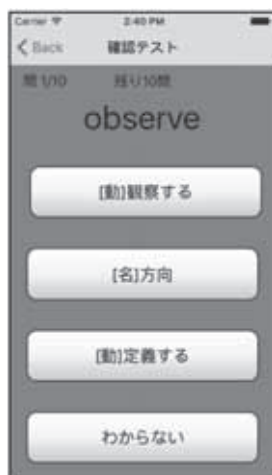 Carrier 2:40 PM
Back 確認テスト
問 1/10 残り10問
observe
[動]観察する
[名]方向
[動]定義する
わからない